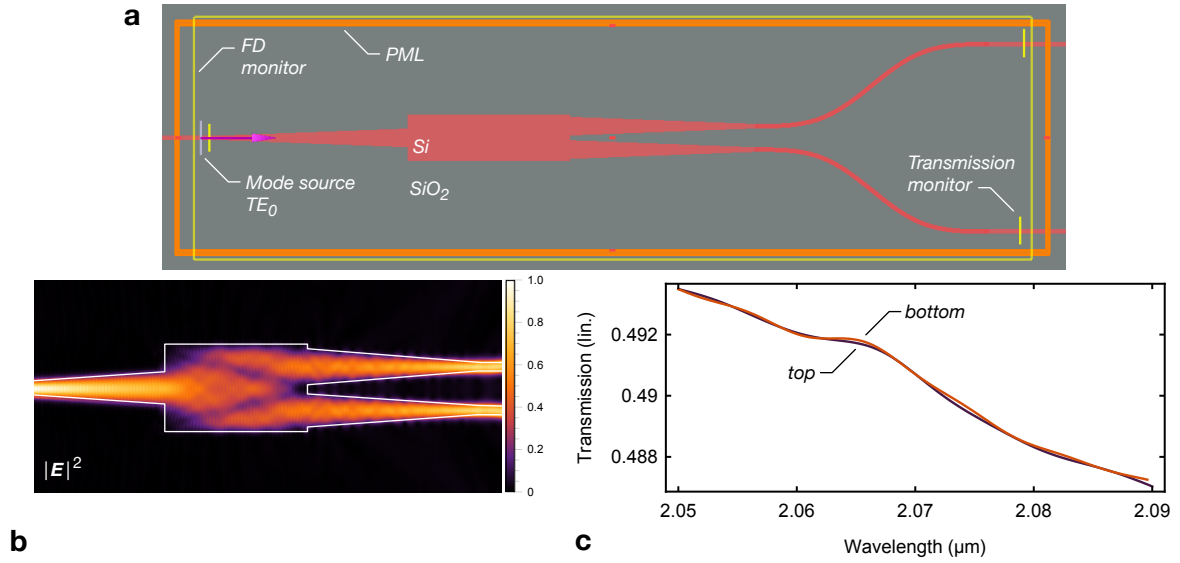 a
FD
monitor
PML
Si
SiO2
Mode source
TE0
Transmission
monitor
1.0
0.8
0.6
0.4
0.2
0
|E|2
b
Transmission (lin.)
0.492
0.49
0.488
bottom
top
2.05
2.06
2.07
2.08
2.09
Wavelength (µm)
c